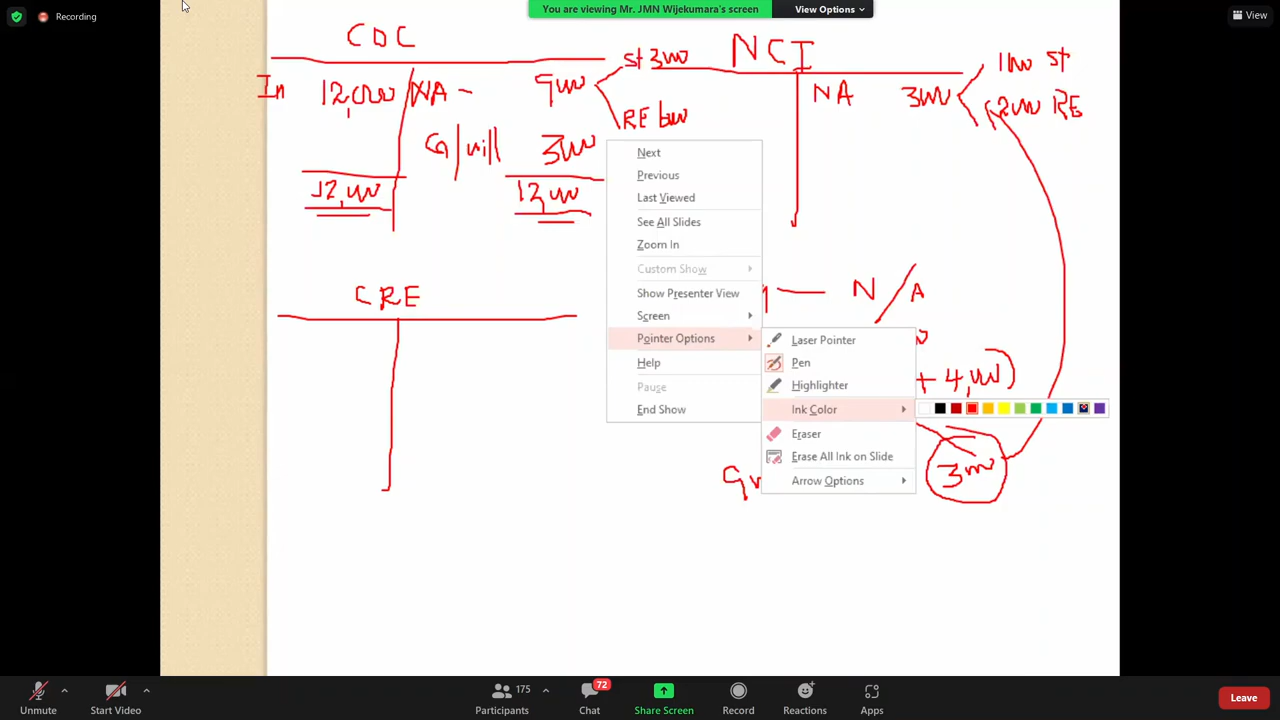 Recording
You are viewing Mr. JMN Wijekumara's screen
View Options
View
CDC
NCI
In 12,000
NA - 9000
st 3000
RE 6000
G/will 3000
12,000
12,000
NA 3000
1000 st
2000 RE
CRE
N/A
+ 4,000)
3000
Next
Previous
Last Viewed
See All Slides
Zoom In
Custom Show
Show Presenter View
Screen
Pointer Options
Help
Pause
End Show
Laser Pointer
Pen
Highlighter
Ink Color
Eraser
Erase All Ink on Slide
Arrow Options
Unmute
Start Video
175
Participants
72
Chat
Share Screen
Record
Reactions
Apps
Leave